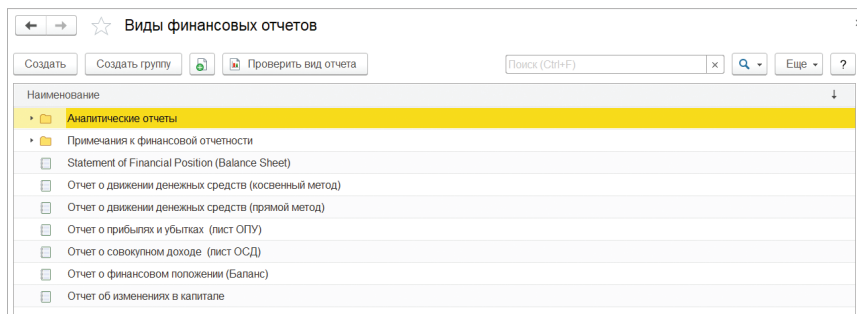 Виды финансовых отчетов
Создать Создать группу Проверить вид отчета Поиск (Ctrl+F) × Еще ?
Наименование ↓
Аналитические отчеты
Примечания к финансовой отчетности
Statement of Financial Position (Balance Sheet)
Отчет о движении денежных средств (косвенный метод)
Отчет о движении денежных средств (прямой метод)
Отчет о прибылях и убытках (лист ОПУ)
Отчет о совокупном доходе (лист ОСД)
Отчет о финансовом положении (Баланс)
Отчет об изменениях в капитале